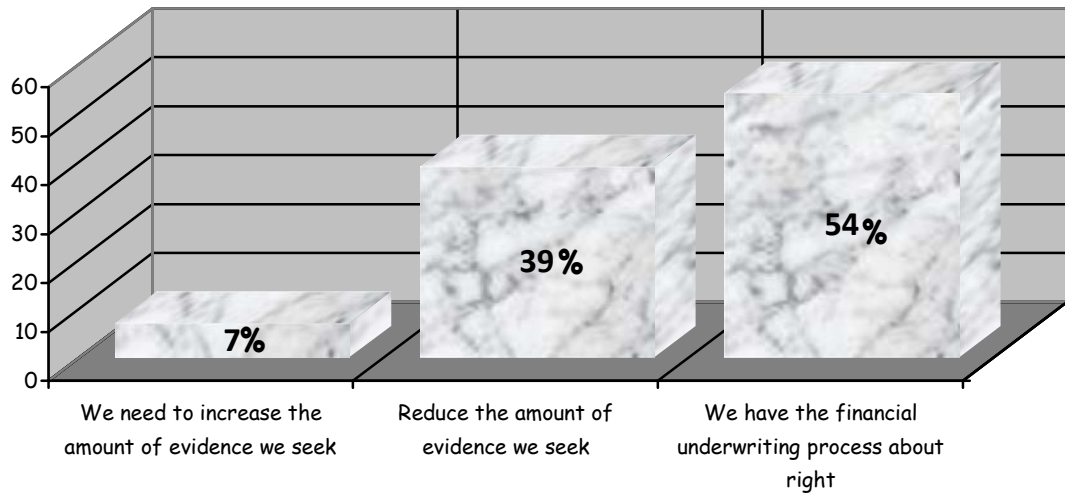 60
50
40
30
20
10
0
7%
39%
54%
We need to increase the
amount of evidence we seek
Reduce the amount of
evidence we seek
We have the financial
underwriting process about
right